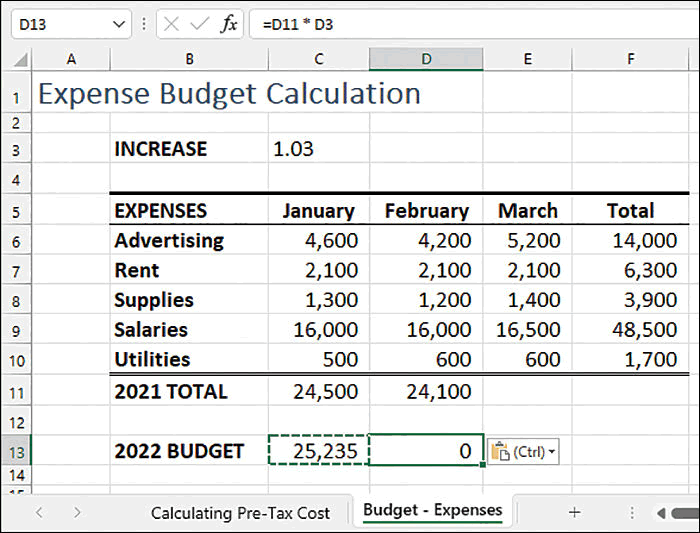 D13 fx =D11 * D3
A B C D E F
1 Expense Budget Calculation
2
3 INCREASE 1.03
4
5 EXPENSES January February March Total
6 Advertising 4,600 4,200 5,200 14,000
7 Rent 2,100 2,100 2,100 6,300
8 Supplies 1,300 1,200 1,400 3,900
9 Salaries 16,000 16,000 16,500 48,500
10 Utilities 500 600 600 1,700
11 2021 TOTAL 24,500 24,100
12
13 2022 BUDGET 25,235 0 (Ctrl)
14
15
Calculating Pre-Tax Cost Budget - Expenses